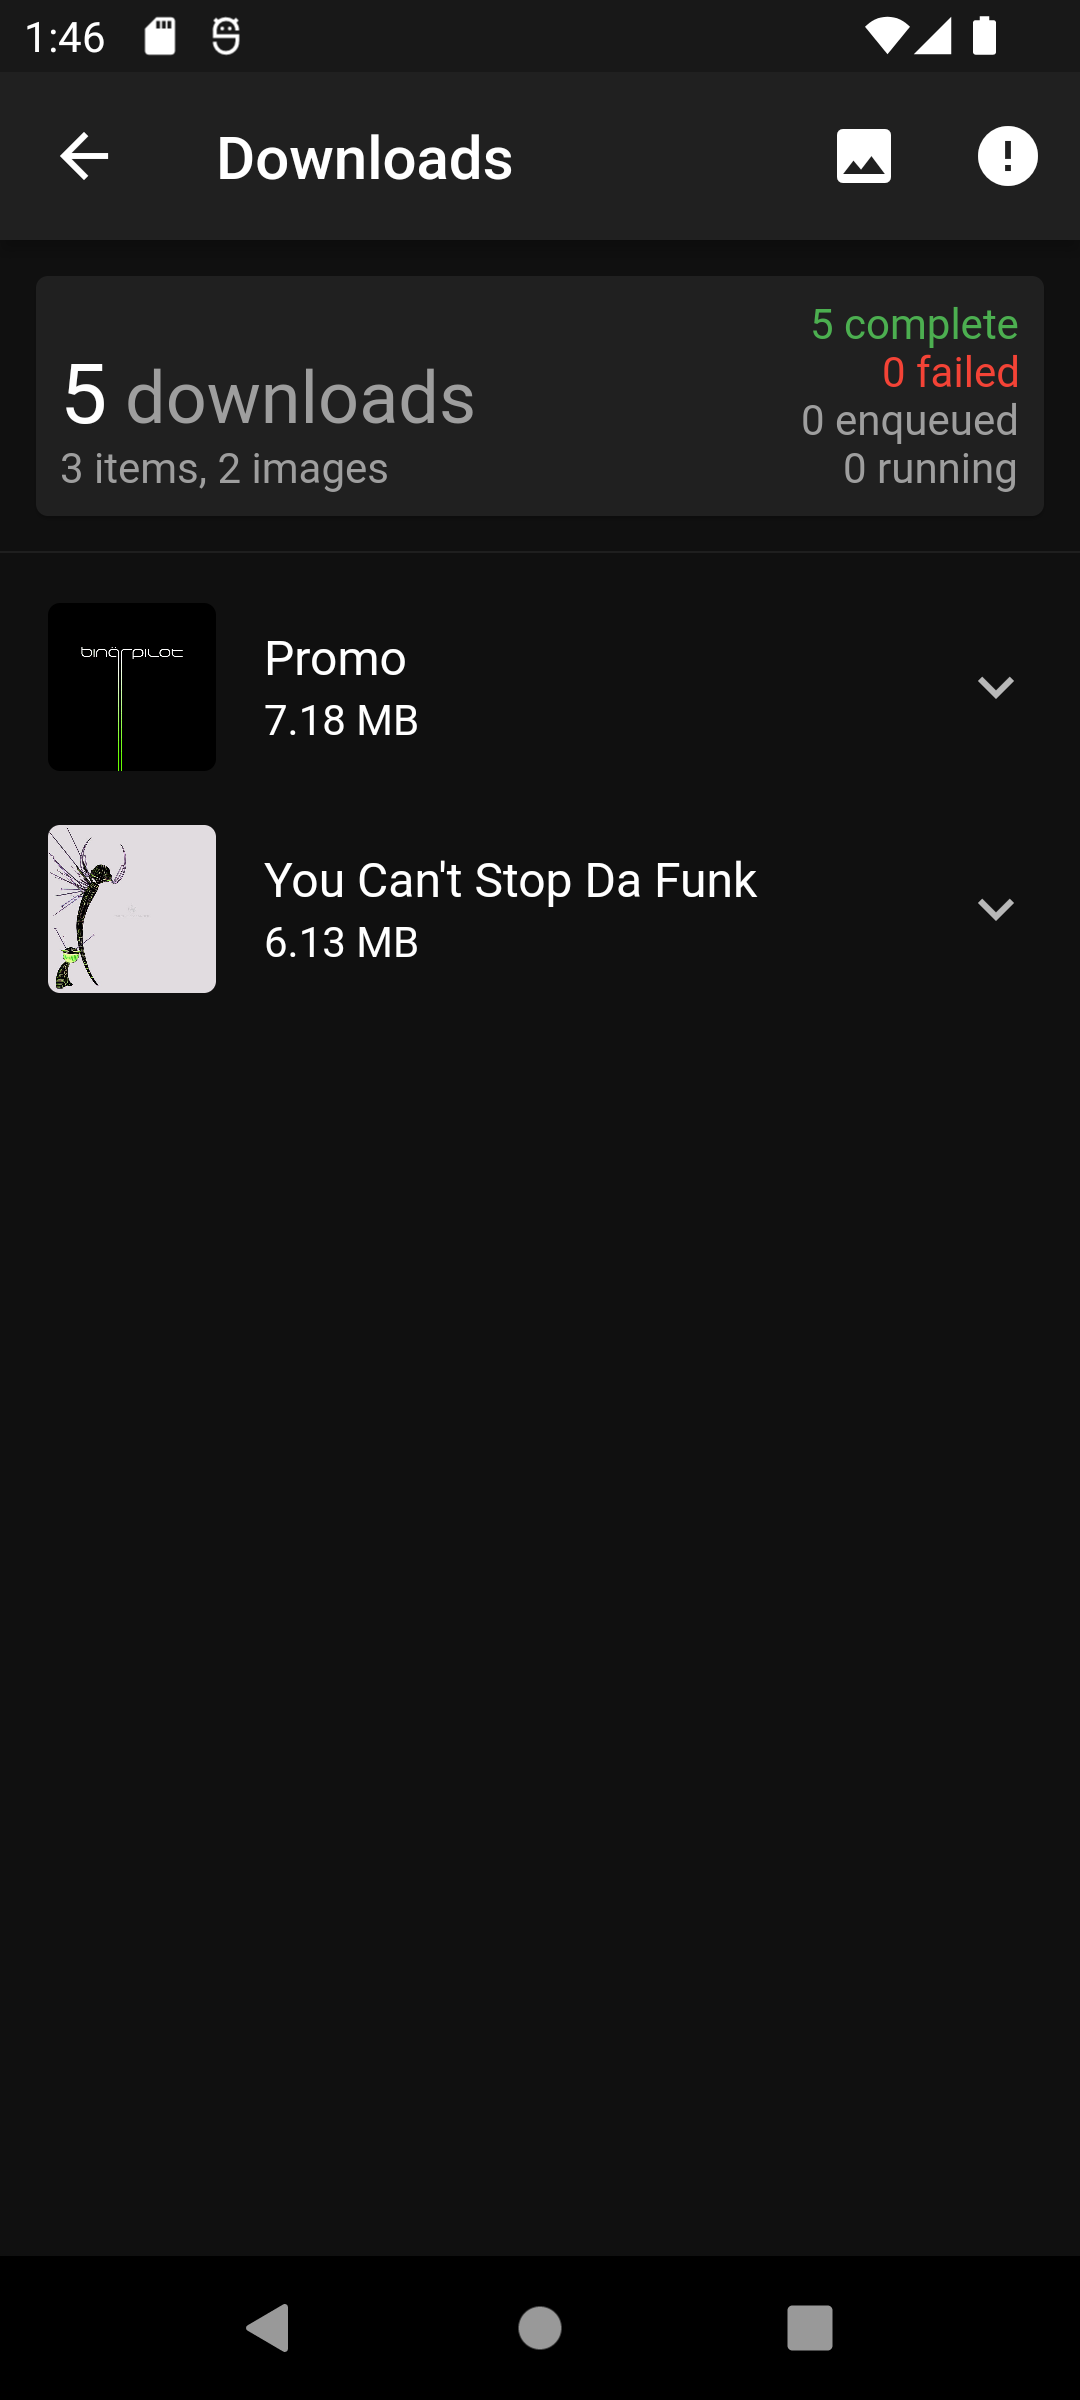 1:46
Downloads
5 downloads
3 items, 2 images
5 complete
0 failed
0 enqueued
0 running
binärpilot
Promo
7.18 MB
You Can't Stop Da Funk
6.13 MB